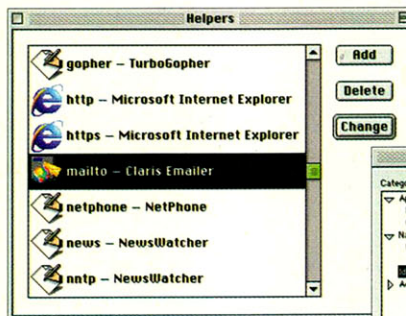 Helpers
gopher – TurboGopher
http – Microsoft Internet Explorer
https – Microsoft Internet Explorer
mailto – Claris Emailer
netphone – NetPhone
news – NewsWatcher
nntp – NewsWatcher
Add
Delete
Change